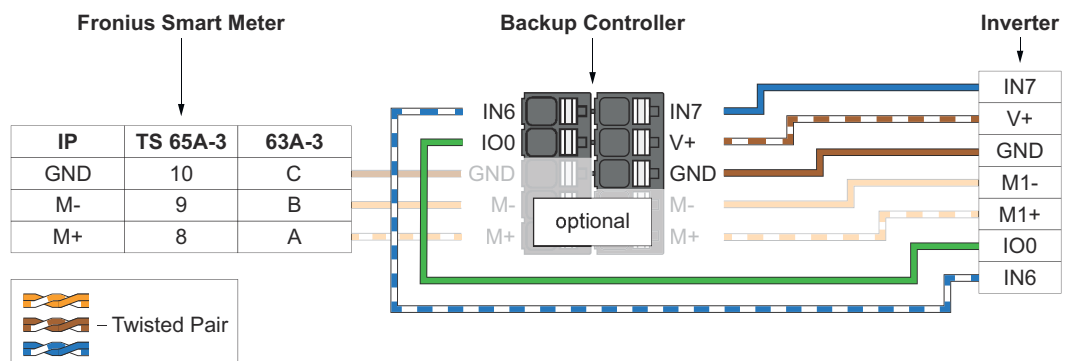 Fronius Smart Meter
Backup Controller
Inverter
IP TS 65A-3 63A-3
GND 10 C
M- 9 B
M+ 8 A
IN6
IO0
GND
M-
M+
optional
IN7
V+
GND
M-
M+
IN7
V+
GND
M1-
M1+
IO0
IN6
– Twisted Pair